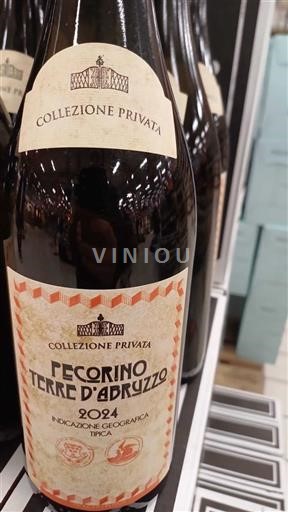 COLLEZIONE PRIVATA
VINIOU
COLLEZIONE PRIVATA
PECORINO
TERRE D'ABRUZZO
2024
INDICAZIONE GEOGRAFICA
TIPICA